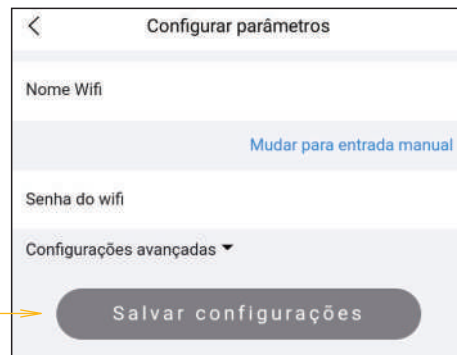 Configurar parâmetros
Nome Wifi
Mudar para entrada manual
Senha do wifi
Configurações avançadas
Salvar configurações